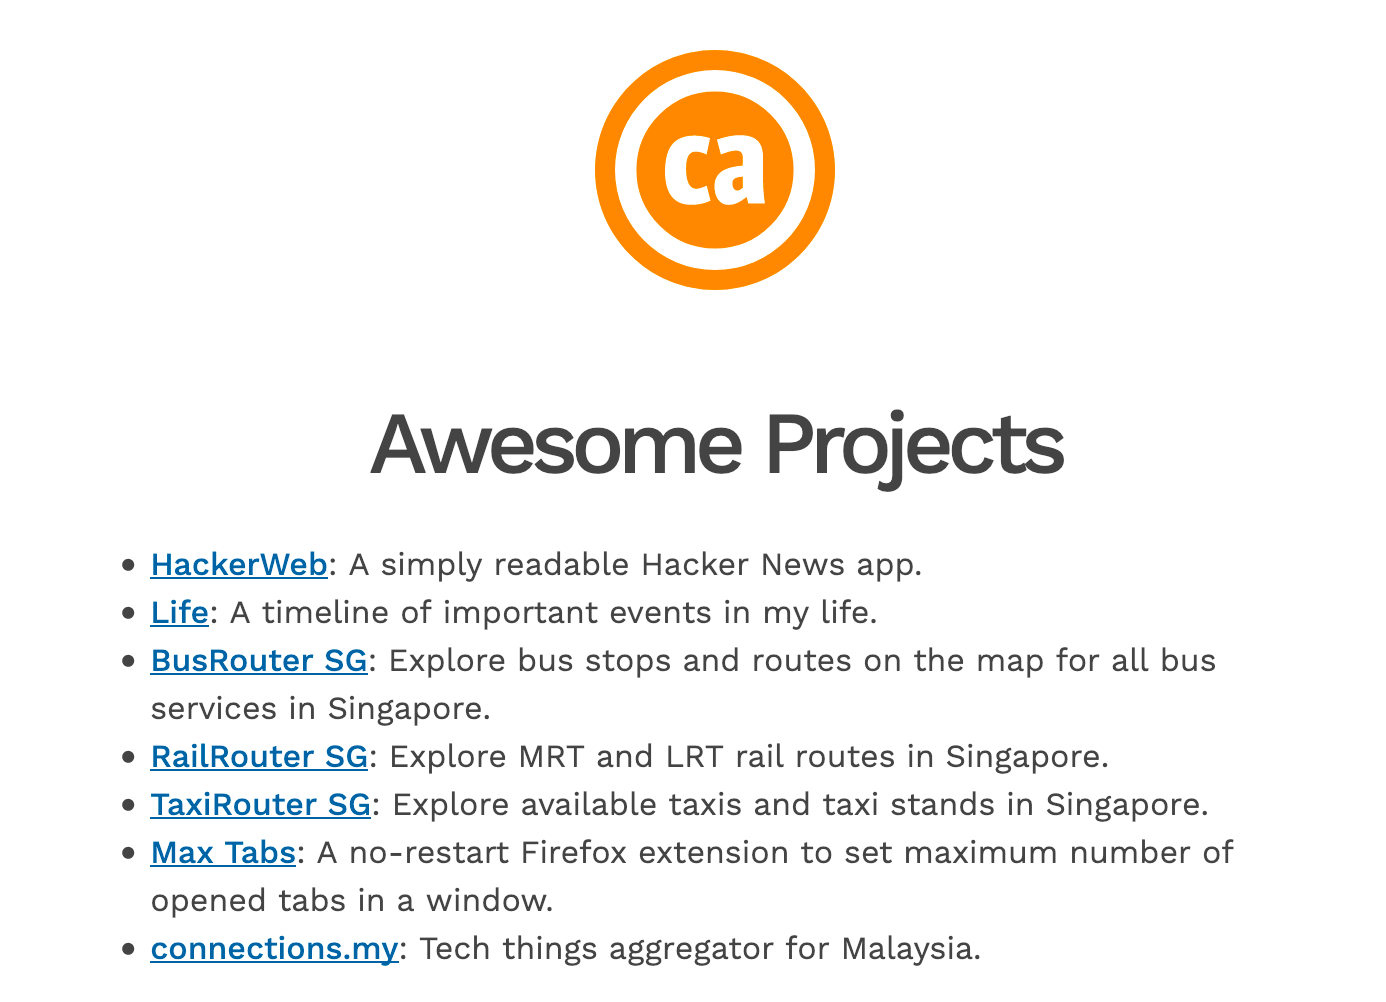 ca
Awesome Projects
HackerWeb: A simply readable Hacker News app.
Life: A timeline of important events in my life.
BusRouter SG: Explore bus stops and routes on the map for all bus
services in Singapore.
RailRouter SG: Explore MRT and LRT rail routes in Singapore.
TaxiRouter SG: Explore available taxis and taxi stands in Singapore.
Max Tabs: A no-restart Firefox extension to set maximum number of
opened tabs in a window.
connections.my: Tech things aggregator for Malaysia.